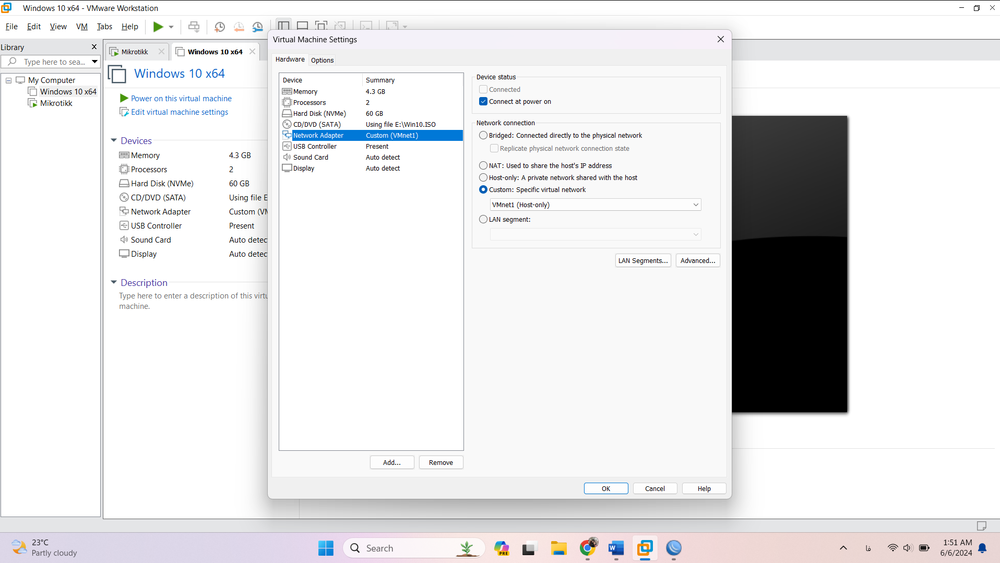 Windows 10 x64 - VMware Workstation
File Edit View VM Tabs Help
Library
Type here to sea...
My Computer
Windows 10 x64
Mikrotikk
Mikrotikk
Windows 10 x64
Windows 10 x64
Power on this virtual machine
Edit virtual machine settings
Devices
Memory 4.3 GB
Processors 2
Hard Disk (NVMe) 60 GB
CD/DVD (SATA) Using file E
Network Adapter Custom (VM
USB Controller Present
Sound Card Auto detec
Display Auto detec
Description
Type here to enter a description of this virtu
machine.
Virtual Machine Settings
Hardware Options
Device Summary
Memory 4.3 GB
Processors 2
Hard Disk (NVMe) 60 GB
CD/DVD (SATA) Using file E:\Win10.ISO
Network Adapter Custom (VMnet1)
USB Controller Present
Sound Card Auto detect
Display Auto detect
Add... Remove
Device status
Connected
Connect at power on
Network connection
Bridged: Connected directly to the physical network
Replicate physical network connection state
NAT: Used to share the host's IP address
Host-only: A private network shared with the host
Custom: Specific virtual network
VMnet1 (Host-only)
LAN segment:
LAN Segments... Advanced...
OK Cancel Help
23°C
Partly cloudy
Search
PRE
W
فا
1:51 AM
6/6/2024